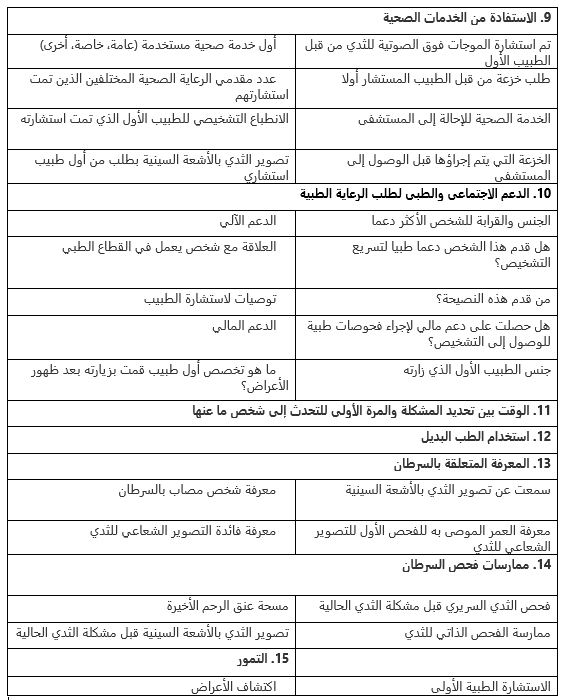 9. الاستفادة من الخدمات الصحية
تم استشارة الموجات فوق الصوتية للثدي من قبل
الطبيب الأول
أول خدمة صحية مستخدمة (عامة، خاصة، أخرى)
طلب خزعة من قبل الطبيب المستشار أولا
عدد مقدمي الرعاية الصحية المختلفين الذين تمت
استشارتهم
الخدمة الصحية للإحالة إلى المستشفى
الانطباع التشخيصي للطبيب الأول الذي تمت استشارته
الخزعة التي يتم إجراؤها قبل الوصول إلى
المستشفى
تصوير الثدي بالأشعة السينية بطلب من أول طبيب
استشاري
10. الدعم الاجتماعي والطبي لطلب الرعاية الطبية
الجنس والقرابة للشخص الأكثر دعما
الدعم الآلي
هل قدم هذا الشخص دعما طبيا لتسريع
التشخيص؟
العلاقة مع شخص يعمل في القطاع الطبي
من قدم هذه النصيحة؟
توصيات لاستشارة الطبيب
هل حصلت على دعم مالي لإجراء فحوصات طبية
للوصول إلى التشخيص؟
الدعم المالي
جنس الطبيب الأول الذي زارته
ما هو تخصص أول طبيب قمت بزيارته بعد ظهور
الأعراض؟
11. الوقت بين تحديد المشكلة والمرة الأولى للتحدث إلى شخص ما عنها
12. استخدام الطب البديل
13. المعرفة المتعلقة بالسرطان
سمعت عن تصوير الثدي بالأشعة السينية
معرفة شخص مصاب بالسرطان
معرفة العمر الموصى به للفحص الأول للتصوير
الشعاعي للثدي
معرفة فائدة التصوير الشعاعي للثدي
14. ممارسات فحص السرطان
فحص الثدي السريري قبل مشكلة الثدي الحالية
مسحة عنق الرحم الأخيرة
ممارسة الفحص الذاتي للثدي
تصوير الثدي بالأشعة السينية قبل مشكلة الثدي الحالية
15. التمور
الاستشارة الطبية الأولى
اكتشاف الأعراض